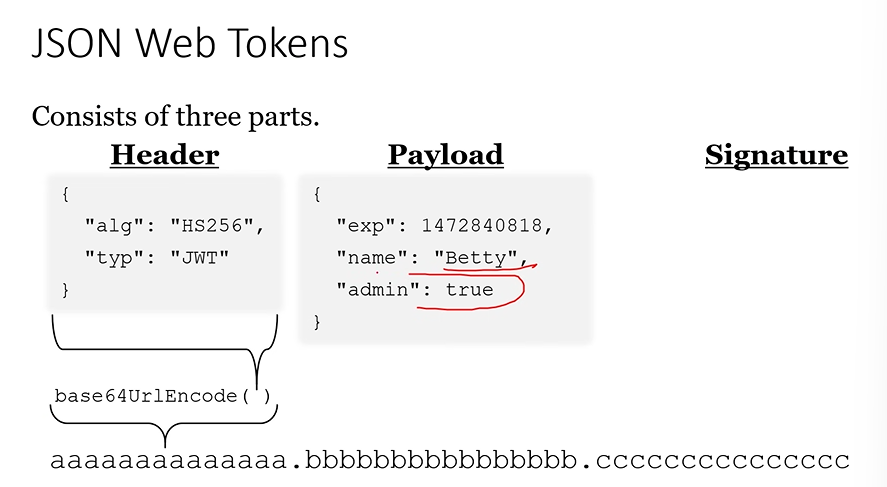 JSON Web Tokens
Consists of three parts.
Header
{
"alg": "HS256",
"typ": "JWT"
}
Payload
{
"exp": 1472840818,
"name": "Betty",
"admin": true
}
Signature
base64UrlEncode( )
aaaaaaaaaaaaaa.bbbbbbbbbbbbbbbb.ccccccccccccccc